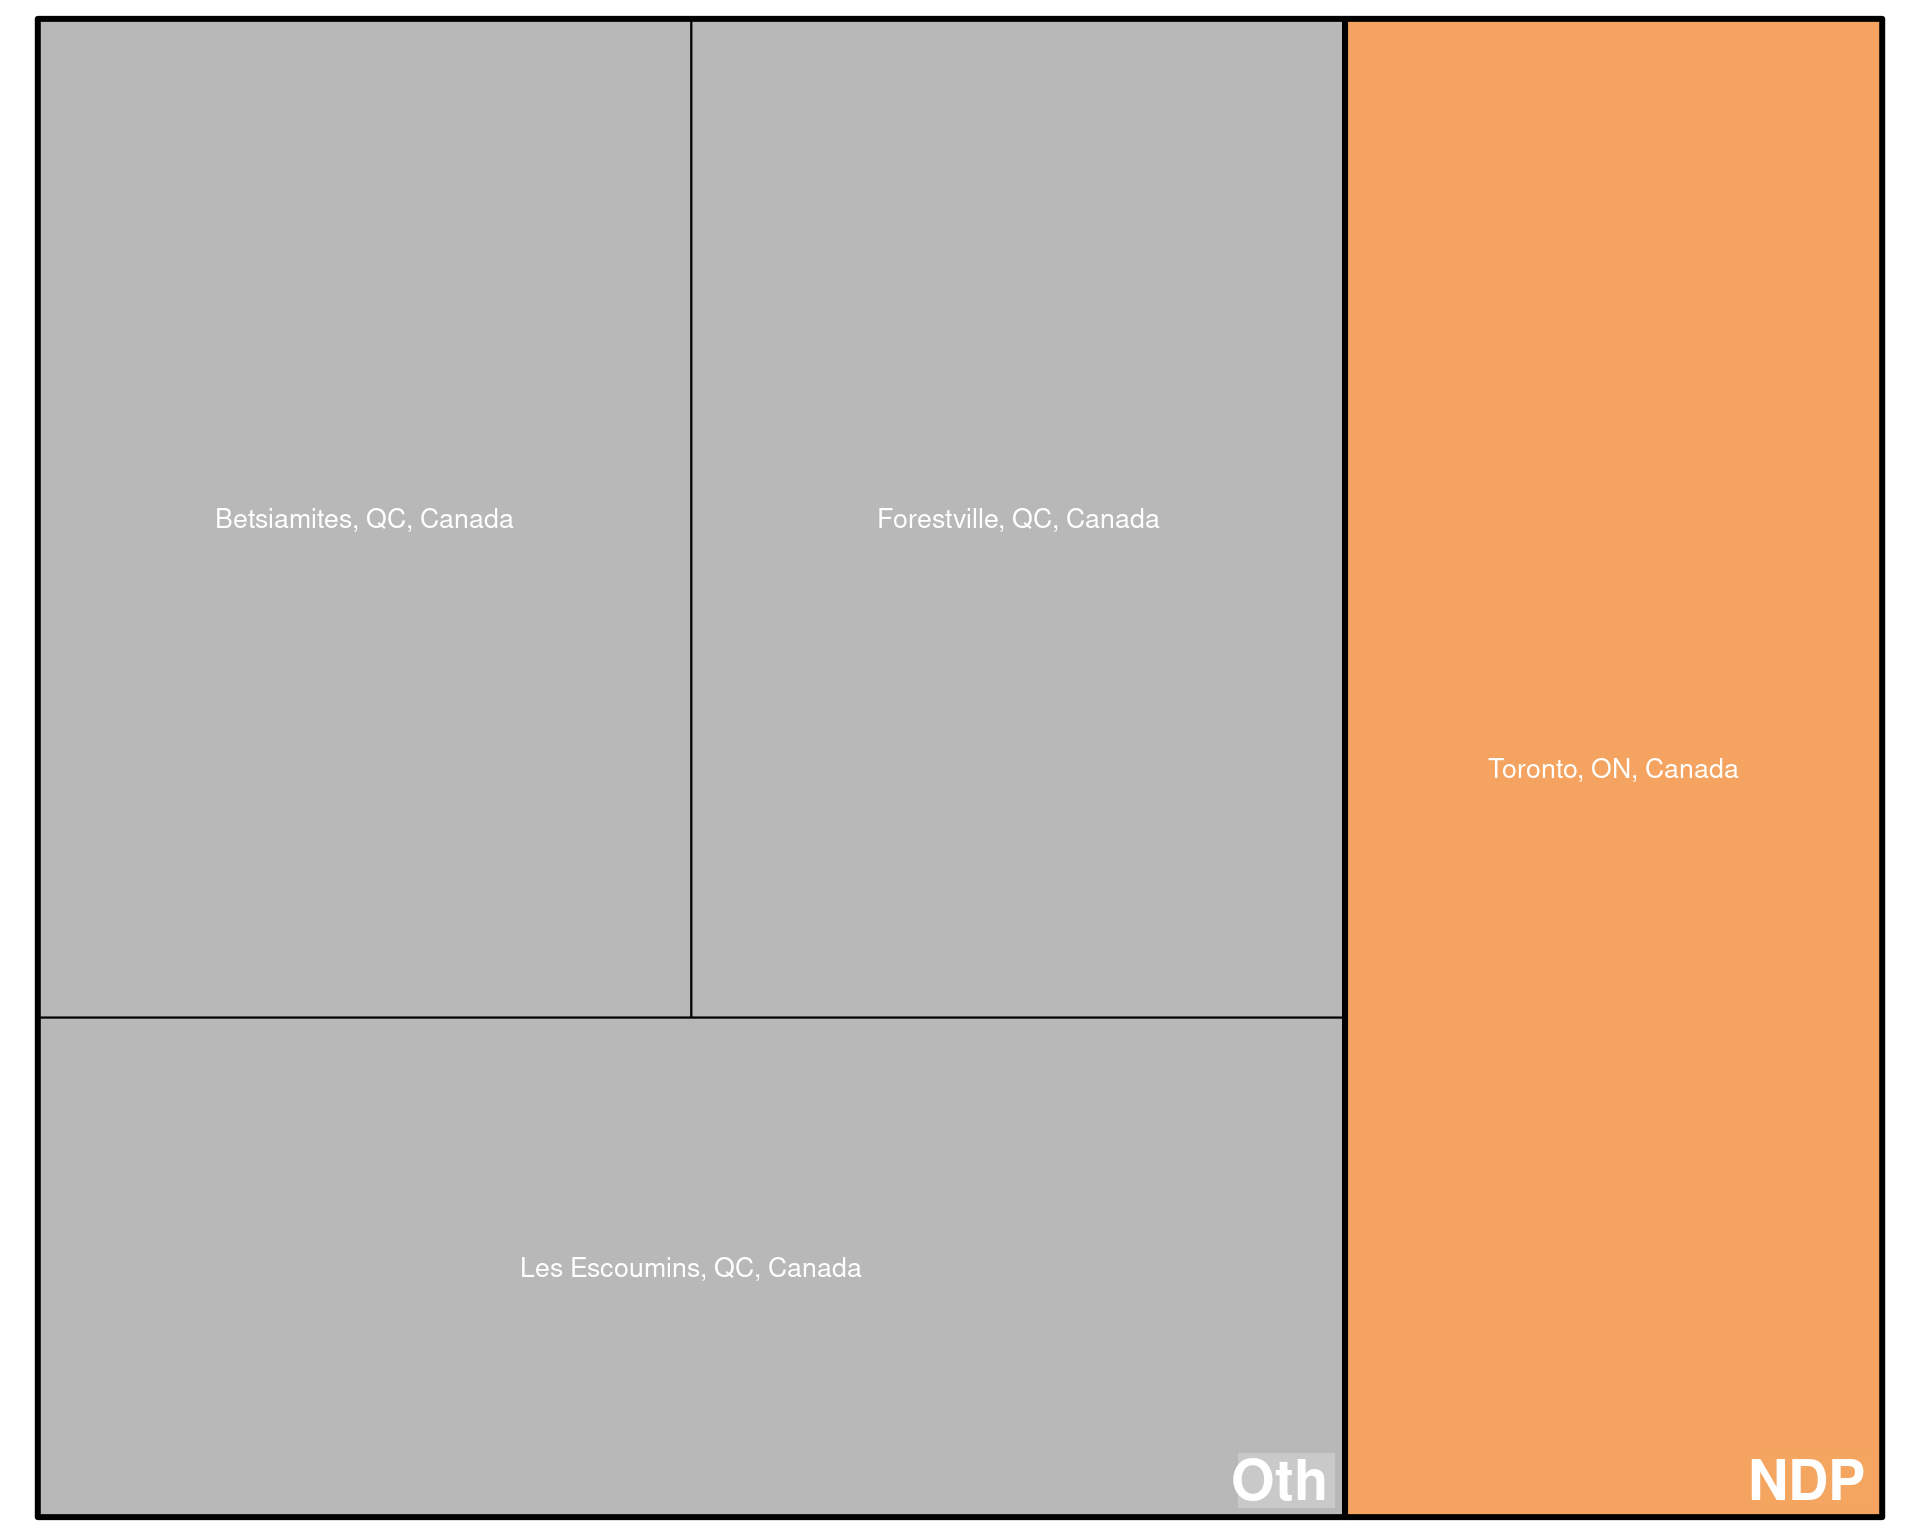 Betsiamites, QC, Canada
Forestville, QC, Canada
Toronto, ON, Canada
Les Escoumins, QC, Canada
Oth
NDP